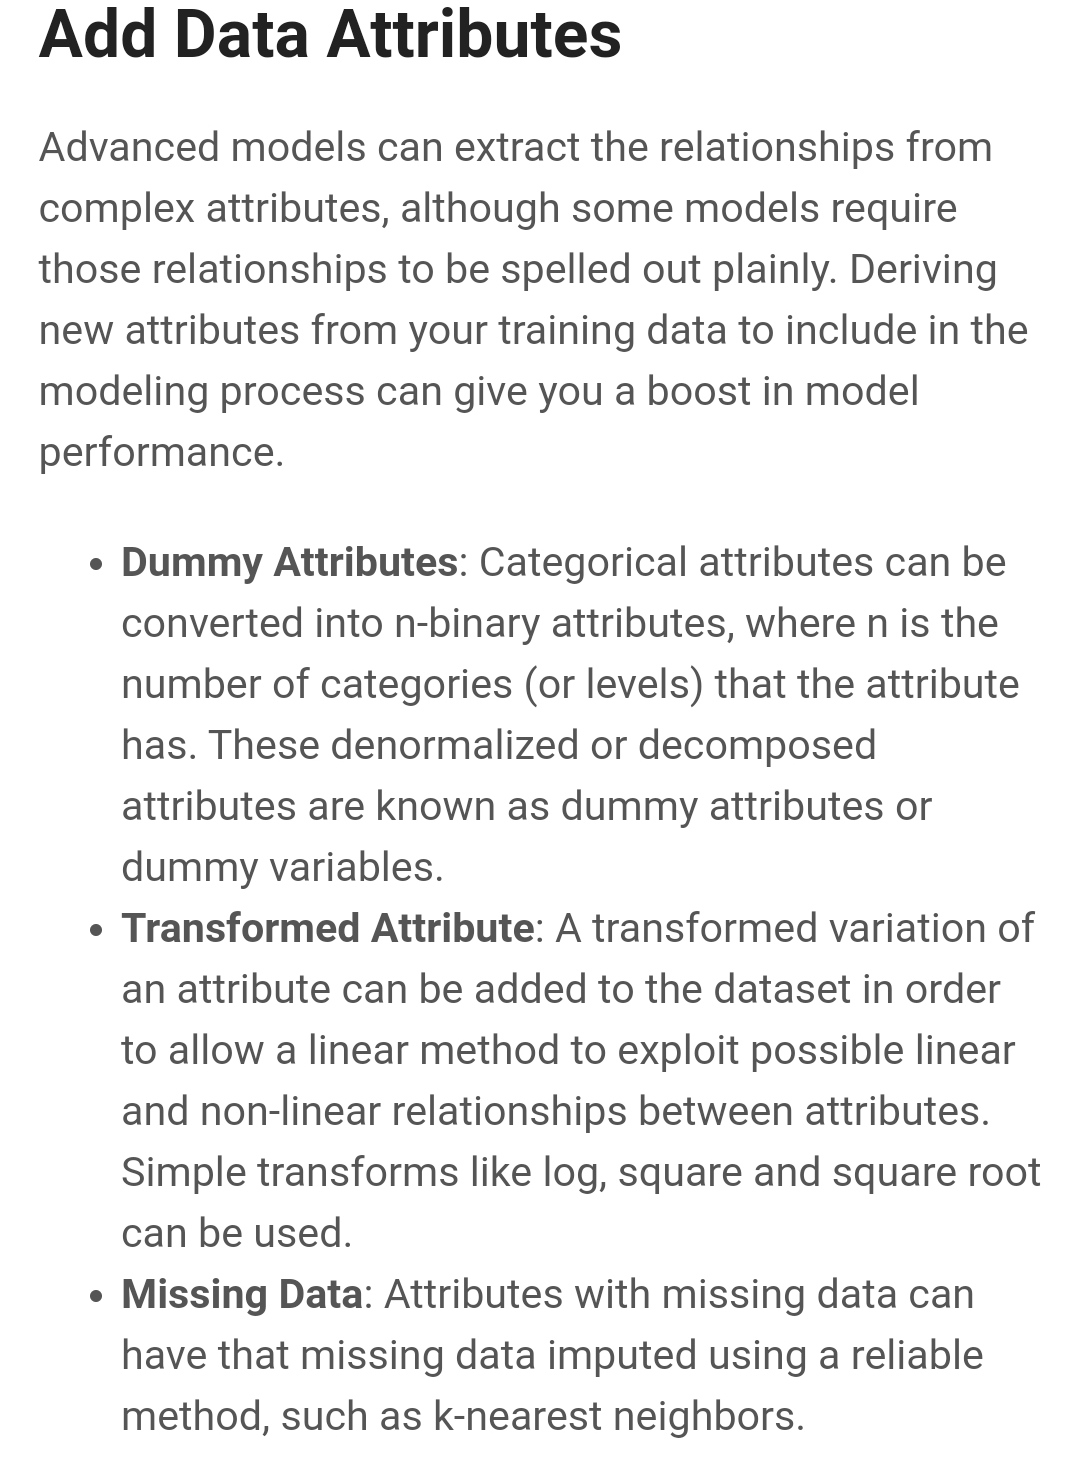 Add Data Attributes
Advanced models can extract the relationships from
complex attributes, although some models require
those relationships to be spelled out plainly. Deriving
new attributes from your training data to include in the
modeling process can give you a boost in model
performance.
• Dummy Attributes: Categorical attributes can be
converted into n-binary attributes, where n is the
number of categories (or levels) that the attribute
has. These denormalized or decomposed
attributes are known as dummy attributes or
dummy variables.
• Transformed Attribute: A transformed variation of
an attribute can be added to the dataset in order
to allow a linear method to exploit possible linear
and non-linear relationships between attributes.
Simple transforms like log, square and square root
can be used.
• Missing Data: Attributes with missing data can
have that missing data imputed using a reliable
method, such as k-nearest neighbors.